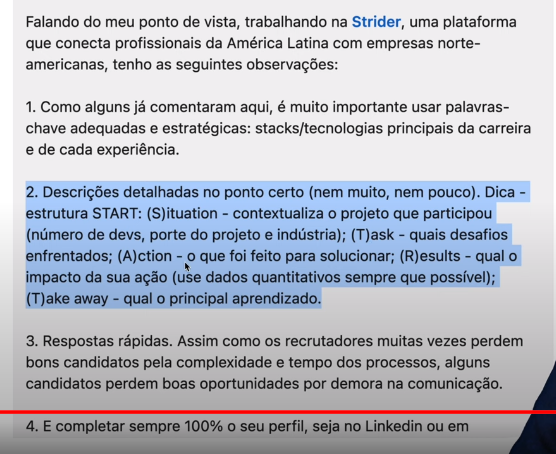 Falando do meu ponto de vista, trabalhando na Strider, uma plataforma
que conecta profissionais da América Latina com empresas norte-
americanas, tenho as seguintes observações:
1. Como alguns já comentaram aqui, é muito importante usar palavras-
chave adequadas e estratégicas: stacks/tecnologias principais da carreira
e de cada experiência.
2. Descrições detalhadas no ponto certo (nem muito, nem pouco). Dica -
estrutura START: (S)ituation - contextualiza o projeto que participou
(número de devs, porte do projeto e indústria); (T)ask - quais desafios
enfrentados; (A)ction - o que foi feito para solucionar; (R)esults - qual o
impacto da sua ação (use dados quantitativos sempre que possível);
(T)ake away - qual o principal aprendizado.
3. Respostas rápidas. Assim como os recrutadores muitas vezes perdem
bons candidatos pela complexidade e tempo dos processos, alguns
candidatos perdem boas oportunidades por demora na comunicação.
4. E completar sempre 100% o seu perfil, seja no Linkedin ou em